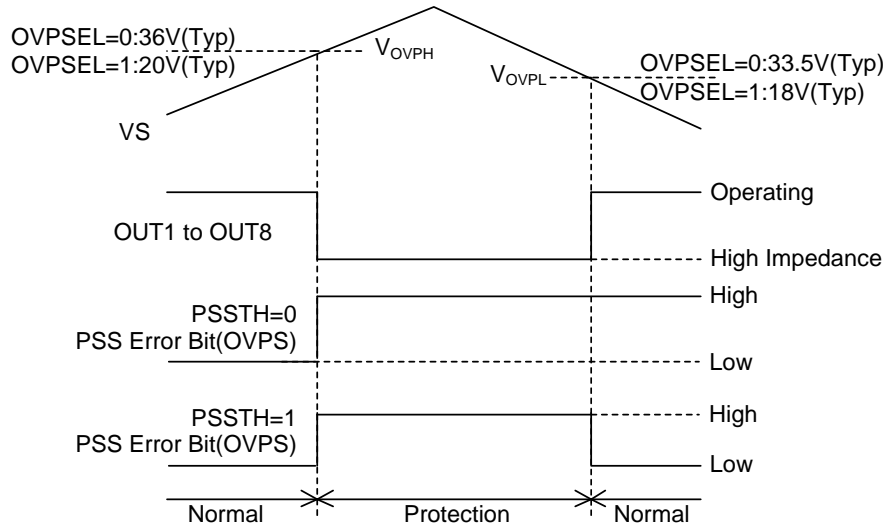 OVPSEL=0:36V(Typ)
OVPSEL=1:20V(Typ)
VOVPH
VOVPL
OVPSEL=0:33.5V(Typ)
OVPSEL=1:18V(Typ)
VS
Operating
OUT1 to OUT8
High Impedance
High
PSSTH=0
PSS Error Bit(OVPS)
Low
High
PSSTH=1
PSS Error Bit(OVPS)
Low
Normal
Protection
Normal